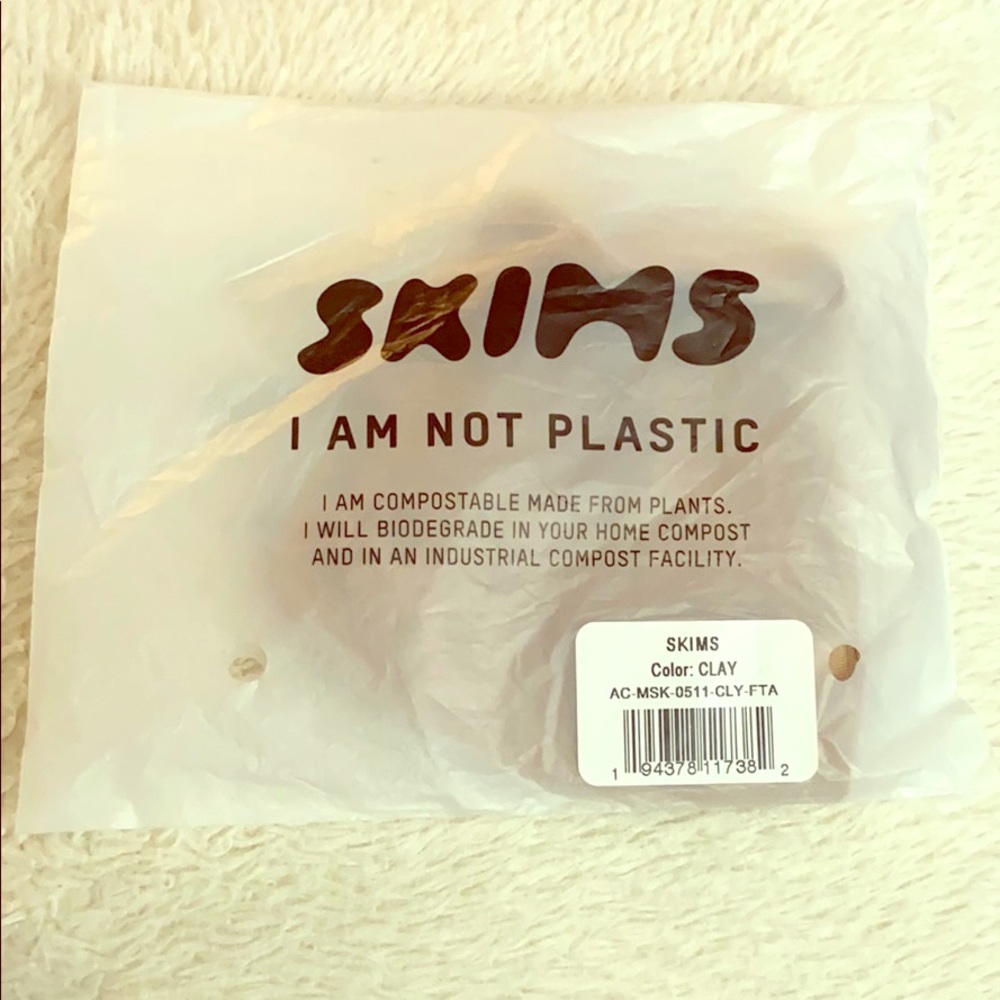 SKIMS
I AM NOT PLASTIC
I AM COMPOSTABLE MADE FROM PLANTS.
I WILL BIODEGRADE IN YOUR HOME COMPOST
AND IN AN INDUSTRIAL COMPOST FACILITY.
SKIMS
Color: CLAY
AC-MSK-0511-CLY-FTA
1 94378 11738 2